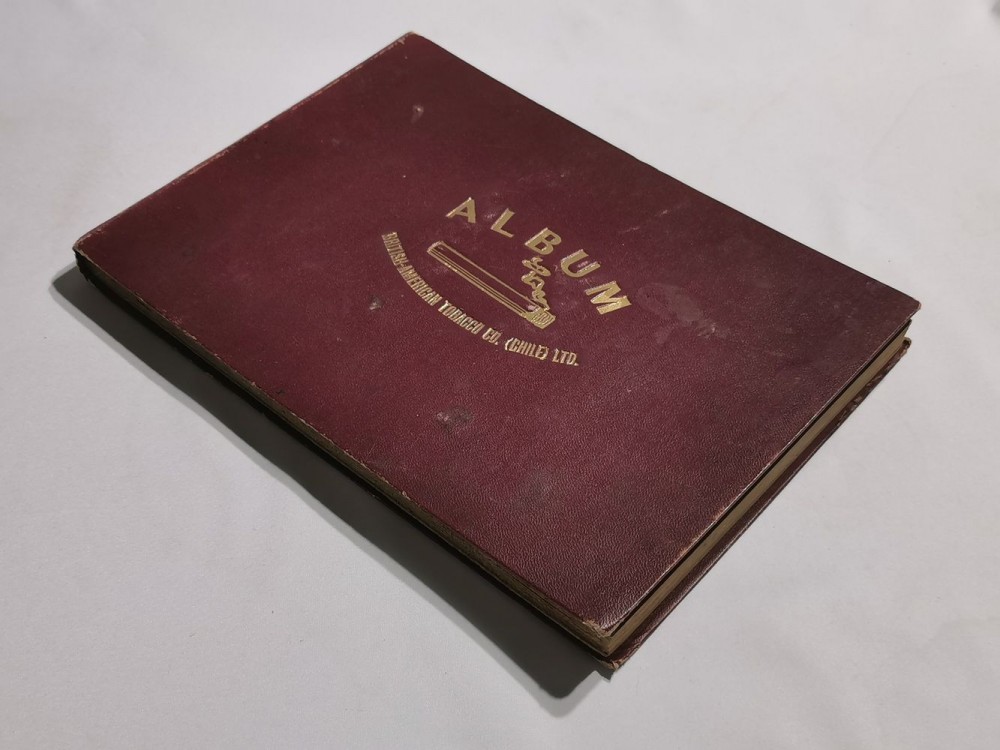 ALBUM
BRITISH-AMERICAN TOBACCO CO. (CHILE) LTD.